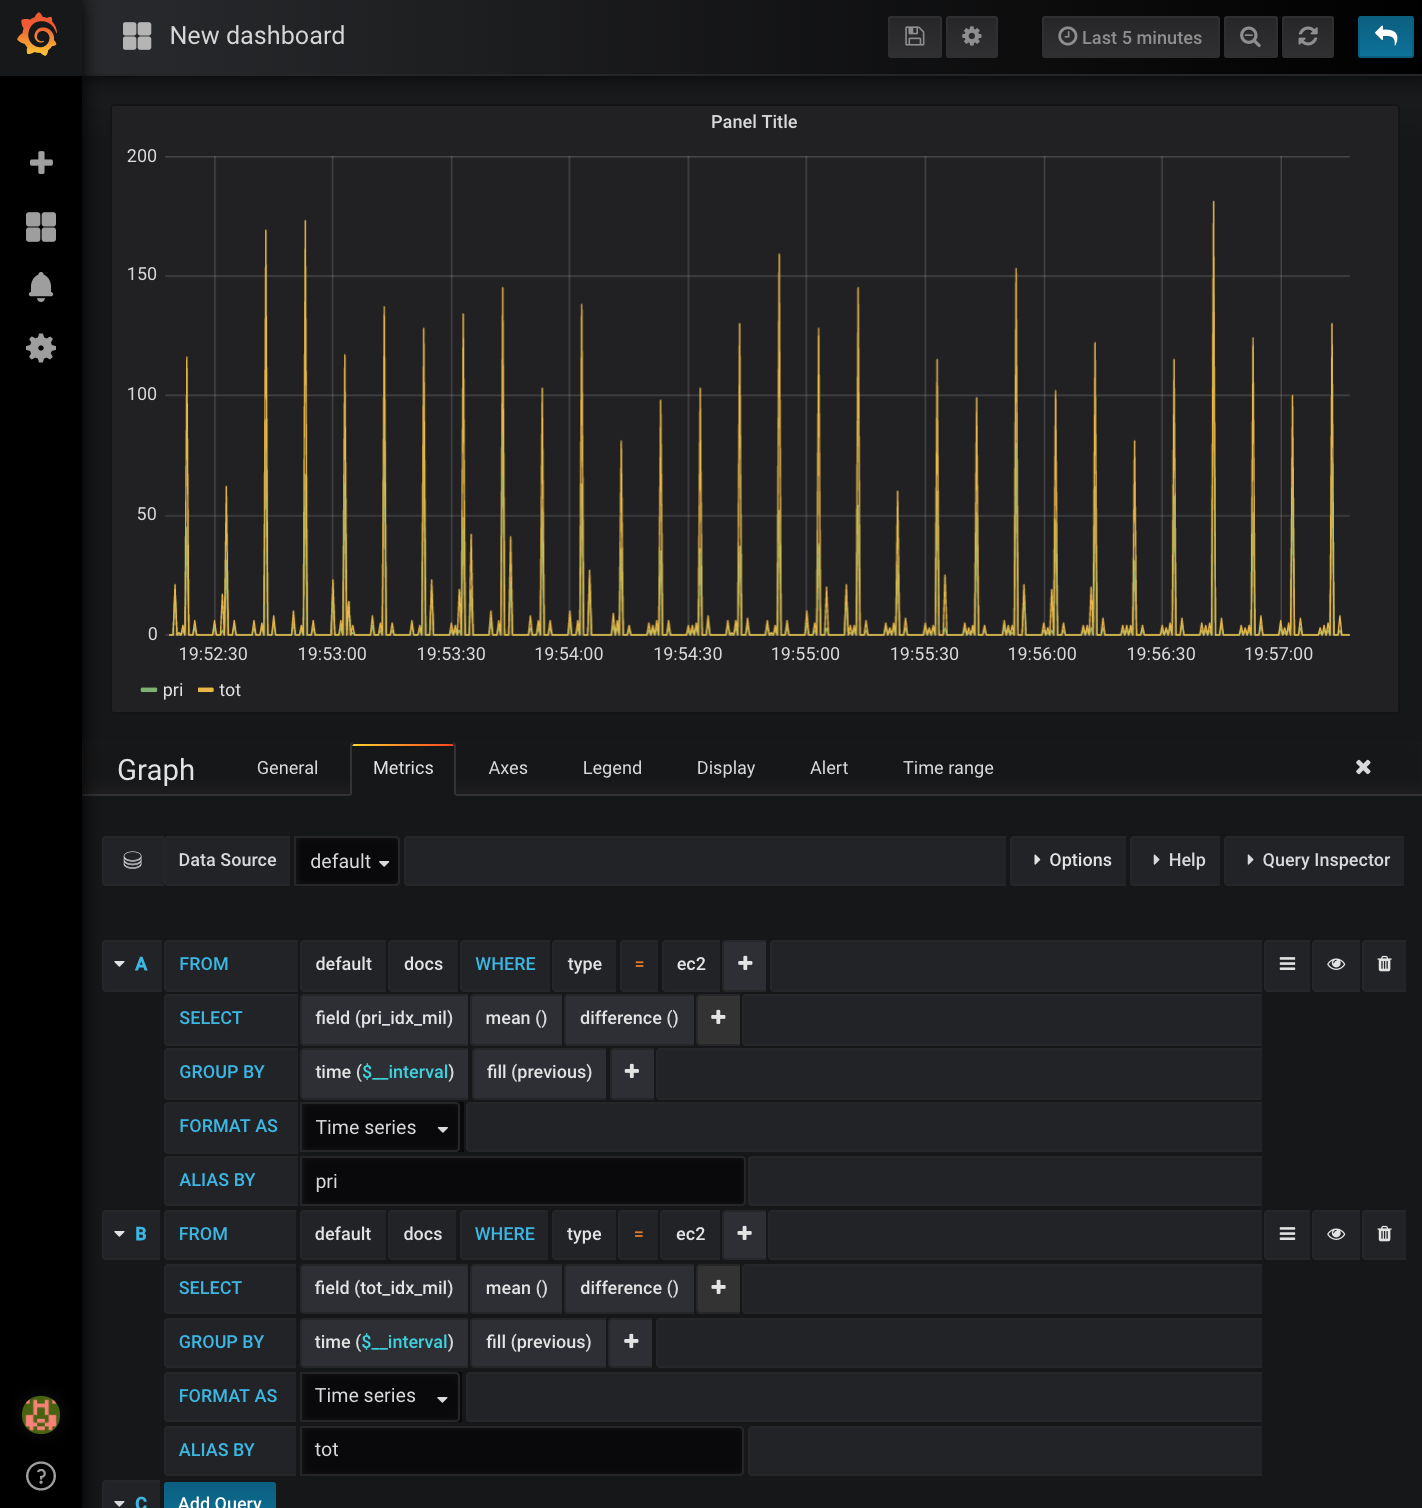 New dashboard
Last 5 minutes
Panel Title
200
150
100
50
0
19:52:30 19:53:00 19:53:30 19:54:00 19:54:30 19:55:00 19:55:30 19:56:00 19:56:30 19:57:00
pri tot
Graph General Metrics Axes Legend Display Alert Time range
Data Source default Options Help Query Inspector
A FROM default docs WHERE type = ec2 +
SELECT field (pri_idx_mil) mean () difference () +
GROUP BY time ($__interval) fill (previous) +
FORMAT AS Time series
ALIAS BY pri
B FROM default docs WHERE type = ec2 +
SELECT field (tot_idx_mil) mean () difference () +
GROUP BY time ($__interval) fill (previous) +
FORMAT AS Time series
ALIAS BY tot
C Add Query